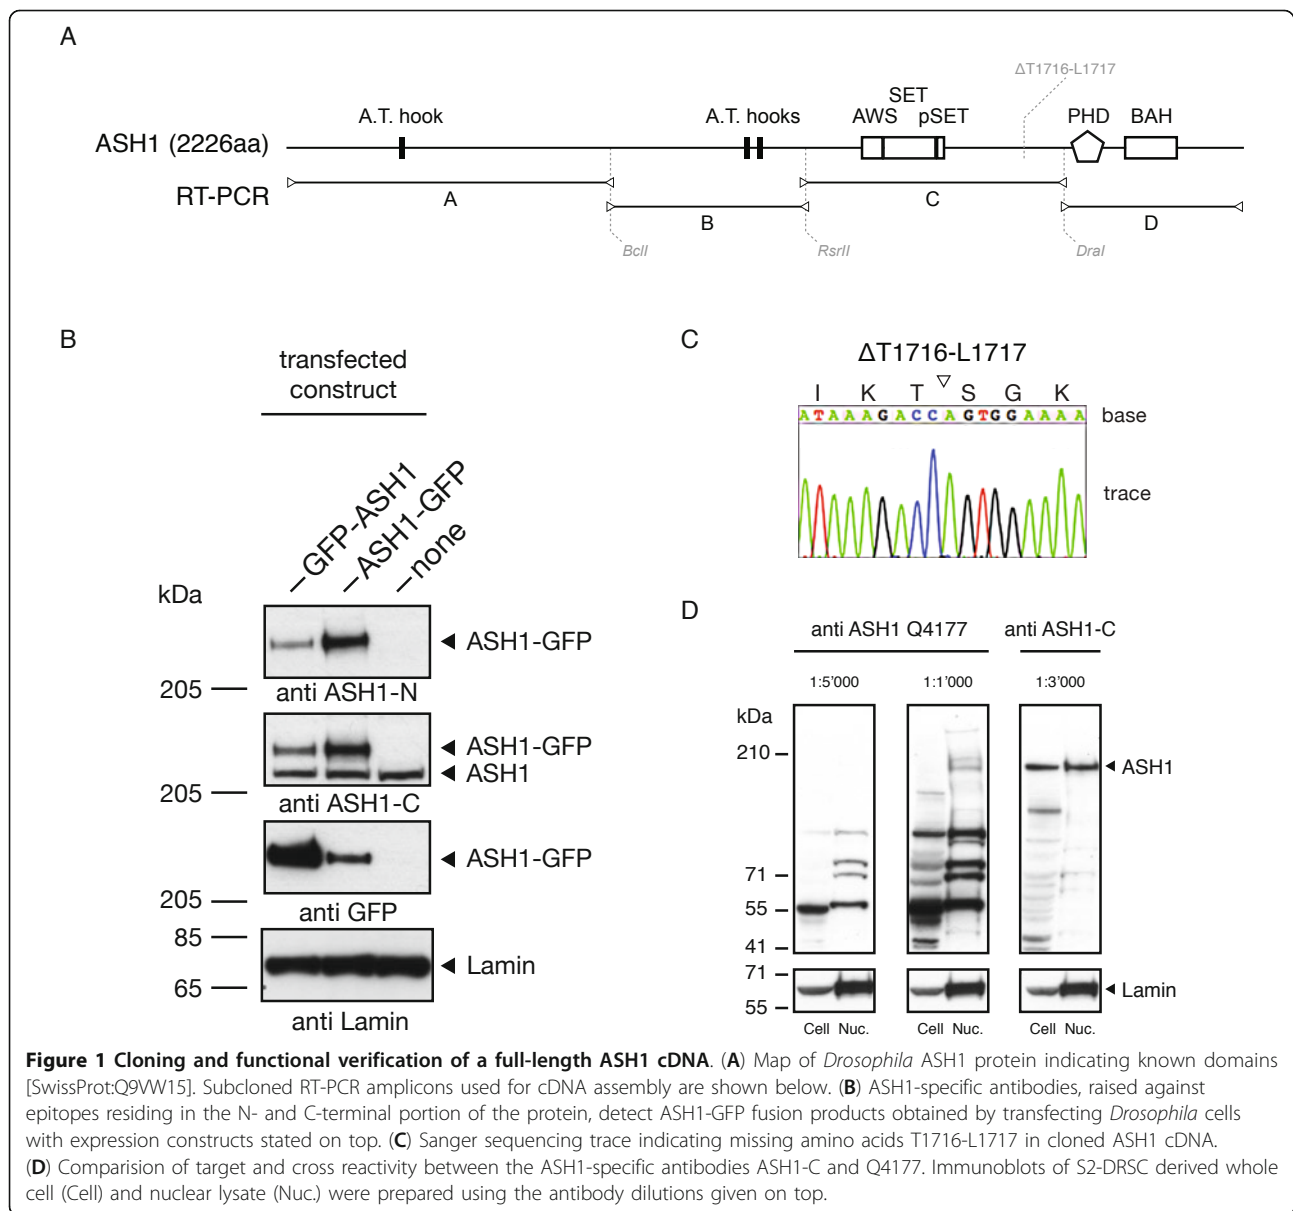 A
ΔT1716-L1717
SET
A.T. hook
A.T. hooks
AWS
pSET
PHD
BAH
ASH1 (2226aa)
RT-PCR
A
B
C
D
BclI
RsrII
DraI
B
transfected
construct
GFP-ASH1
ASH1-GFP
none
kDa
ASH1-GFP
205
anti ASH1-N
ASH1-GFP
ASH1
205
anti ASH1-C
ASH1-GFP
205
anti GFP
85
Lamin
65
anti Lamin
C
ΔT1716-L1717
I K T S G K
A T A A A G A C C A G T G G A A A A
base
trace
D
anti ASH1 Q4177
anti ASH1-C
1:5'000
1:1'000
1:3'000
kDa
210
ASH1
71
55
41
71
Lamin
55
Cell Nuc.
Cell Nuc.
Cell Nuc.
Figure 1 Cloning and functional verification of a full-length ASH1 cDNA. (A) Map of Drosophila ASH1 protein indicating known domains
[SwissProt:Q9VW15]. Subcloned RT-PCR amplicons used for cDNA assembly are shown below. (B) ASH1-specific antibodies, raised against
epitopes residing in the N- and C-terminal portion of the protein, detect ASH1-GFP fusion products obtained by transfecting Drosophila cells
with expression constructs stated on top. (C) Sanger sequencing trace indicating missing amino acids T1716-L1717 in cloned ASH1 cDNA.
(D) Comparision of target and cross reactivity between the ASH1-specific antibodies ASH1-C and Q4177. Immunoblots of S2-DRSC derived whole
cell (Cell) and nuclear lysate (Nuc.) were prepared using the antibody dilutions given on top.